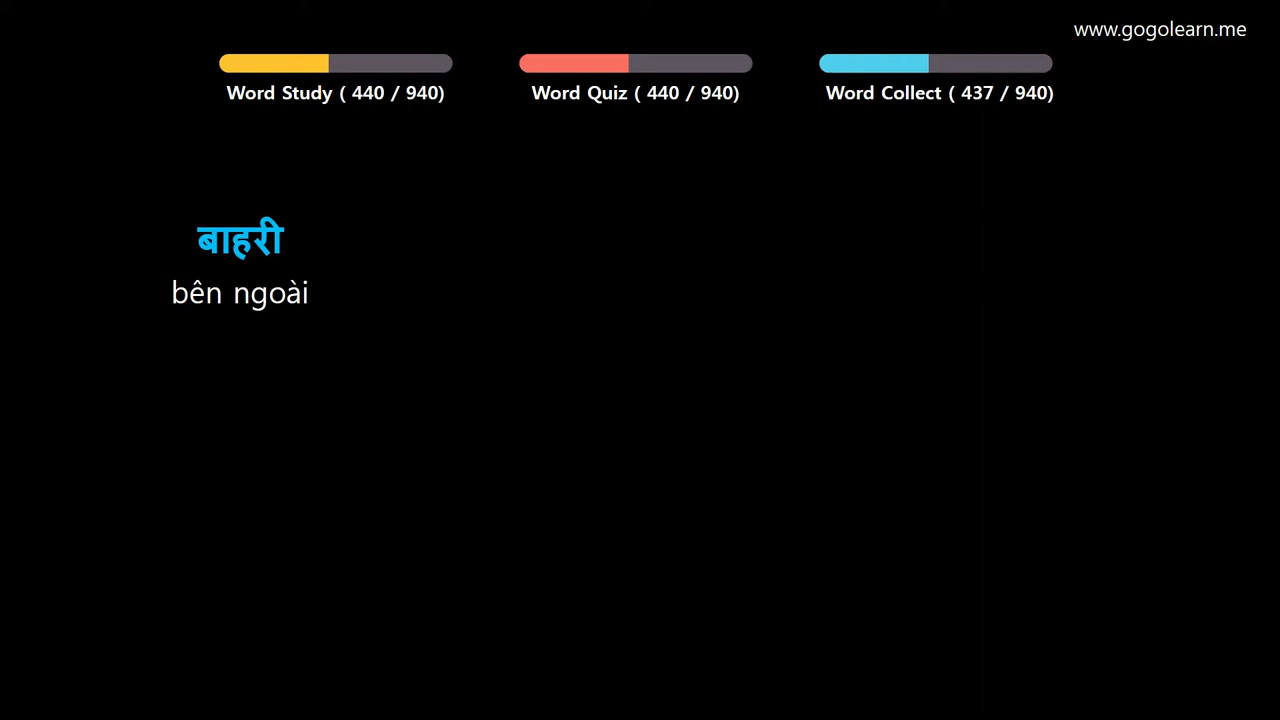 www.gogolearn.me
Word Study ( 440 / 940)
Word Quiz ( 440 / 940)
Word Collect ( 437 / 940)
बाहरी
bên ngoài